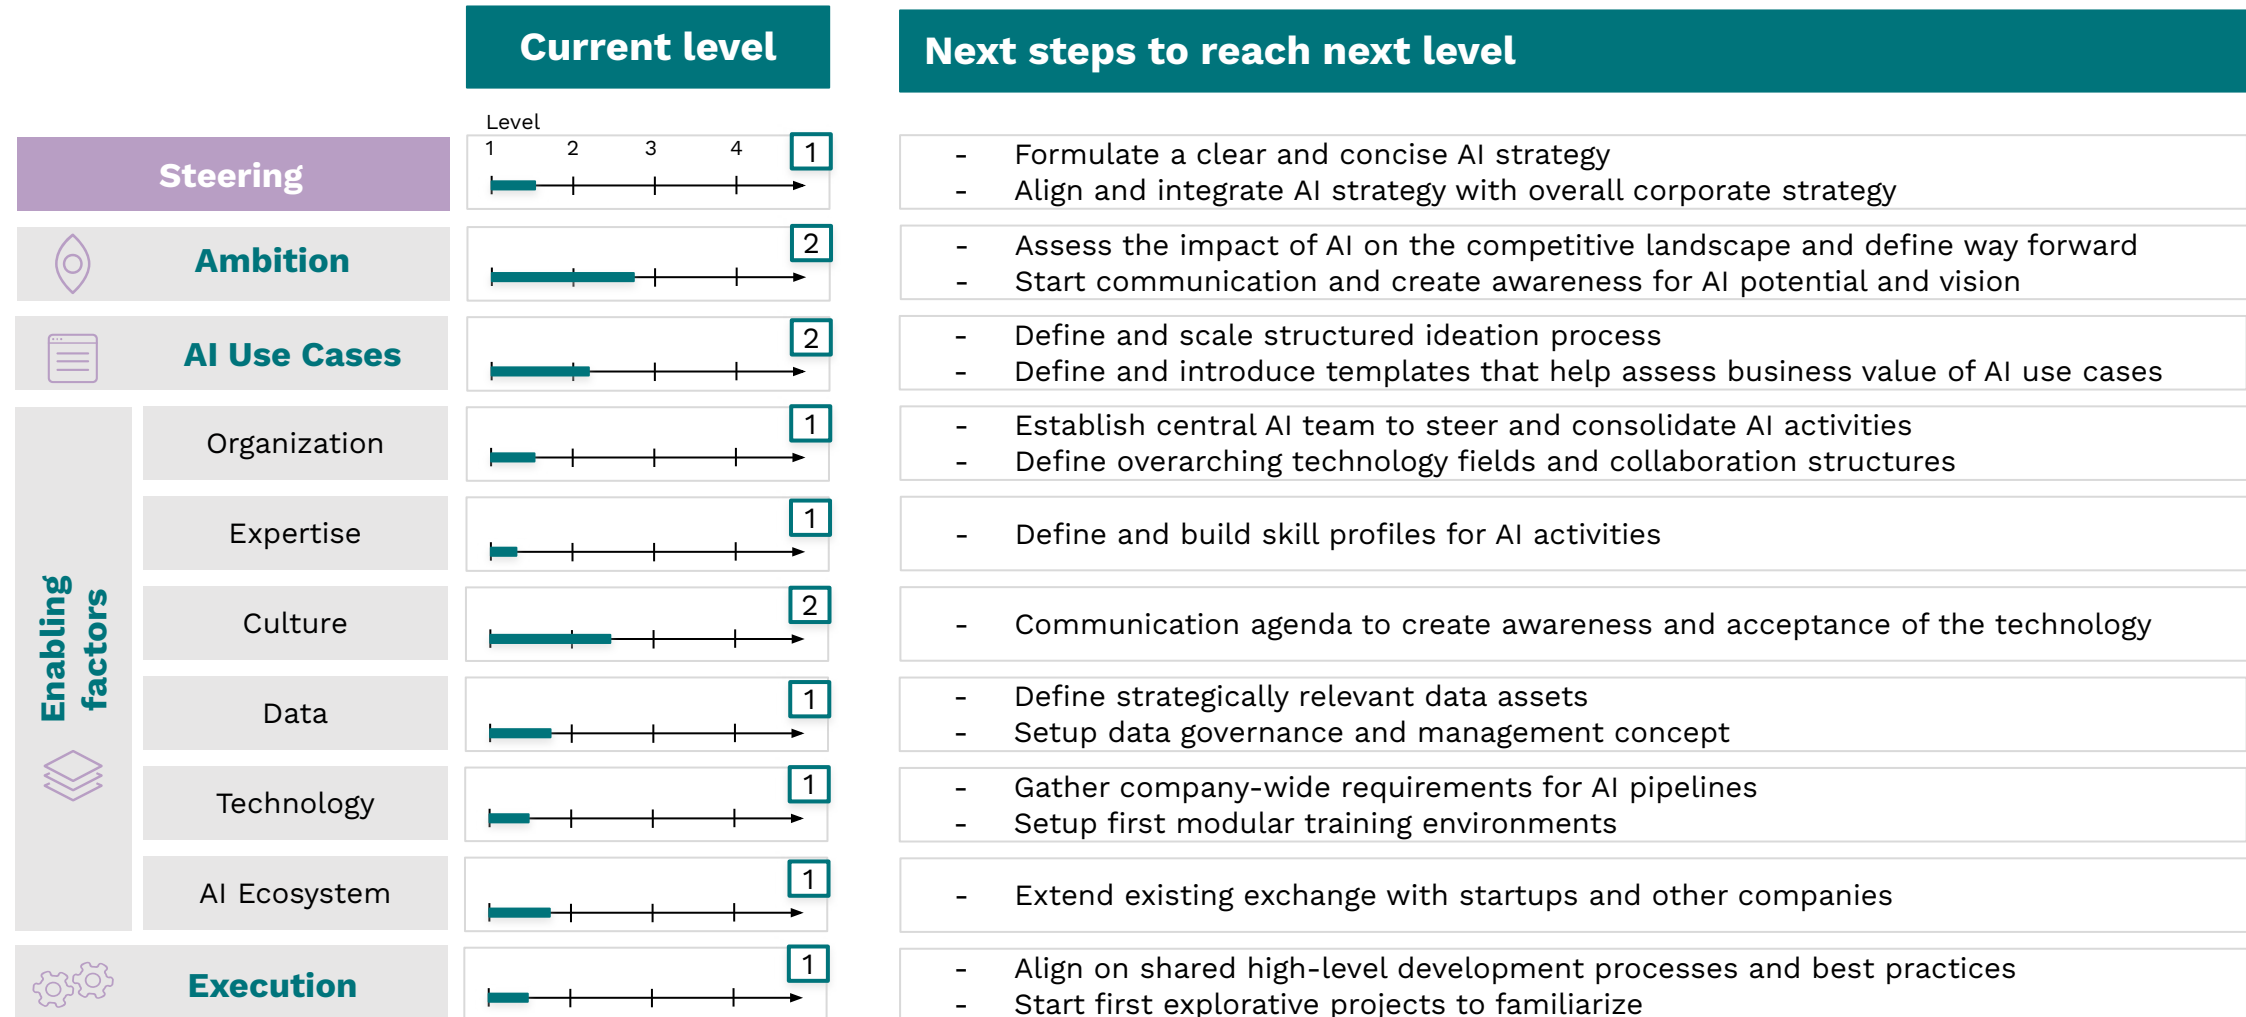 Current level
Next steps to reach next level
Level
1 2 3 4
Steering
1
- Formulate a clear and concise AI strategy
- Align and integrate AI strategy with overall corporate strategy
Ambition
2
- Assess the impact of AI on the competitive landscape and define way forward
- Start communication and create awareness for AI potential and vision
AI Use Cases
2
- Define and scale structured ideation process
- Define and introduce templates that help assess business value of AI use cases
Enabling
factors
Organization
1
- Establish central AI team to steer and consolidate AI activities
- Define overarching technology fields and collaboration structures
Expertise
1
- Define and build skill profiles for AI activities
Culture
2
- Communication agenda to create awareness and acceptance of the technology
Data
1
- Define strategically relevant data assets
- Setup data governance and management concept
Technology
1
- Gather company-wide requirements for AI pipelines
- Setup first modular training environments
AI Ecosystem
1
- Extend existing exchange with startups and other companies
Execution
1
- Align on shared high-level development processes and best practices
- Start first explorative projects to familiarize